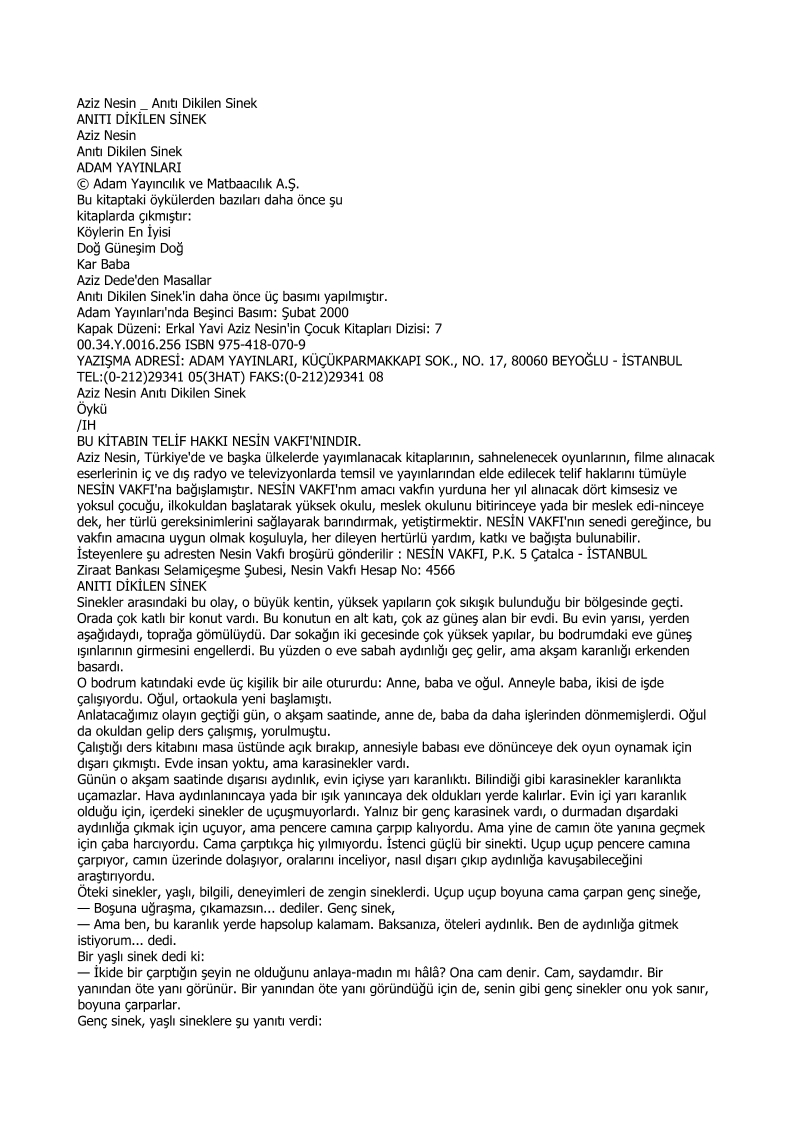 Aziz Nesin _ Anıtı Dikilen Sinek
ANITI DİKİLEN SİNEK
Aziz Nesin
Anıtı Dikilen Sinek
ADAM YAYINLARI
© Adam Yayıncılık ve Matbaacılık A.Ş.
Bu kitaptaki öykülerden bazıları daha önce şu
kitaplarda çıkmıştır:
Köylerin En İyisi
Doğ Güneşim Doğ
Kar Baba
Aziz Dede'den Masallar
Anıtı Dikilen Sinek'in daha önce üç basımı yapılmıştır.
Adam Yayınları'nda Beşinci Basım: Şubat 2000
Kapak Düzeni: Erkal Yavi Aziz Nesin'in Çocuk Kitapları Dizisi: 7
00.34.Y.0016.256 ISBN 975-418-070-9
YAZIŞMA ADRESİ: ADAM YAYINLARI, KÜÇÜKPARMAKKAPI SOK., NO. 17, 80060 BEYOĞLU - İSTANBUL
TEL:(0-212)29341 05(3HAT) FAKS:(0-212)29341 08
Aziz Nesin Anıtı Dikilen Sinek
Öykü
/IH
BU KİTABIN TELİF HAKKI NESİN VAKFI'NINDIR.
Aziz Nesin, Türkiye'de ve başka ülkelerde yayımlanacak kitaplarının, sahnelenecek oyunlarının, filme alınacak
eserlerinin iç ve dış radyo ve televizyonlarda temsil ve yayınlarından elde edilecek telif haklarını tümüyle
NESİN VAKFI'na bağışlamıştır. NESİN VAKFI'nm amacı vakfın yurduna her yıl alınacak dört kimsesiz ve
yoksul çocuğu, ilkokuldan başlatarak yüksek okulu, meslek okulunu bitirinceye yada bir meslek edi-ninceye
dek, her türlü gereksinimlerini sağlayarak barındırmak, yetiştirmektir. NESİN VAKFI'nın senedi gereğince, bu
vakfın amacına uygun olmak koşuluyla, her dileyen hertürlü yardım, katkı ve bağışta bulunabilir.
İsteyenlere şu adresten Nesin Vakfı broşürü gönderilir : NESİN VAKFI, P.K. 5 Çatalca - İSTANBUL
Ziraat Bankası Selamiçeşme Şubesi, Nesin Vakfı Hesap No: 4566
ANITI DİKİLEN SİNEK
Sinekler arasındaki bu olay, o büyük kentin, yüksek yapıların çok sıkışık bulunduğu bir bölgesinde geçti.
Orada çok katlı bir konut vardı. Bu konutun en alt katı, çok az güneş alan bir evdi. Bu evin yarısı, yerden
aşağıdaydı, toprağa gömülüydü. Dar sokağın iki gecesinde çok yüksek yapılar, bu bodrumdaki eve güneş
ışınlarının girmesini engellerdi. Bu yüzden o eve sabah aydınlığı geç gelir, ama akşam karanlığı erkenden
basardı.
O bodrum katındaki evde üç kişilik bir aile otururdu: Anne, baba ve oğul. Anneyle baba, ikisi de işde
çalışıyordu. Oğul, ortaokula yeni başlamıştı.
Anlatacağımız olayın geçtiği gün, o akşam saatinde, anne de, baba da daha işlerinden dönmemişlerdi. Oğul
da okuldan gelip ders çalışmış, yorulmuştu.
Çalıştığı ders kitabını masa üstünde açık bırakıp, annesiyle babası eve dönünceye dek oyun oynamak için
dışarı çıkmıştı. Evde insan yoktu, ama karasinekler vardı.
Günün o akşam saatinde dışarısı aydınlık, evin içiyse yarı karanlıktı. Bilindiği gibi karasinekler karanlıkta
uçamazlar. Hava aydınlanıncaya yada bir ışık yanıncaya dek oldukları yerde kalırlar. Evin içi yarı karanlık
olduğu için, içerdeki sinekler de uçuşmuyorlardı. Yalnız bir genç karasinek vardı, o durmadan dışardaki
aydınlığa çıkmak için uçuyor, ama pencere camına çarpıp kalıyordu. Ama yine de camın öte yanına geçmek
için çaba harcıyordu. Cama çarptıkça hiç yılmıyordu. İstenci güçlü bir sinekti. Uçup uçup pencere camına
çarpıyor, camın üzerinde dolaşıyor, oralarını inceliyor, nasıl dışarı çıkıp aydınlığa kavuşabileceğini
araştırıyordu.
Öteki sinekler, yaşlı, bilgili, deneyimleri de zengin sineklerdi. Uçup uçup boyuna cama çarpan genç sineğe,
— Boşuna uğraşma, çıkamazsın... dediler. Genç sinek,
— Ama ben, bu karanlık yerde hapsolup kalamam. Baksanıza, öteleri aydınlık. Ben de aydınlığa gitmek
istiyorum... dedi.
Bir yaşlı sinek dedi ki:
— İkide bir çarptığın şeyin ne olduğunu anlaya-madın mı hâlâ? Ona cam denir. Cam, saydamdır. Bir
yanından öte yanı görünür. Bir yanından öte yanı göründüğü için de, senin gibi genç sinekler onu yok sanır,
boyuna çarparlar.
Genç sinek, yaşlı sineklere şu yanıtı verdi: